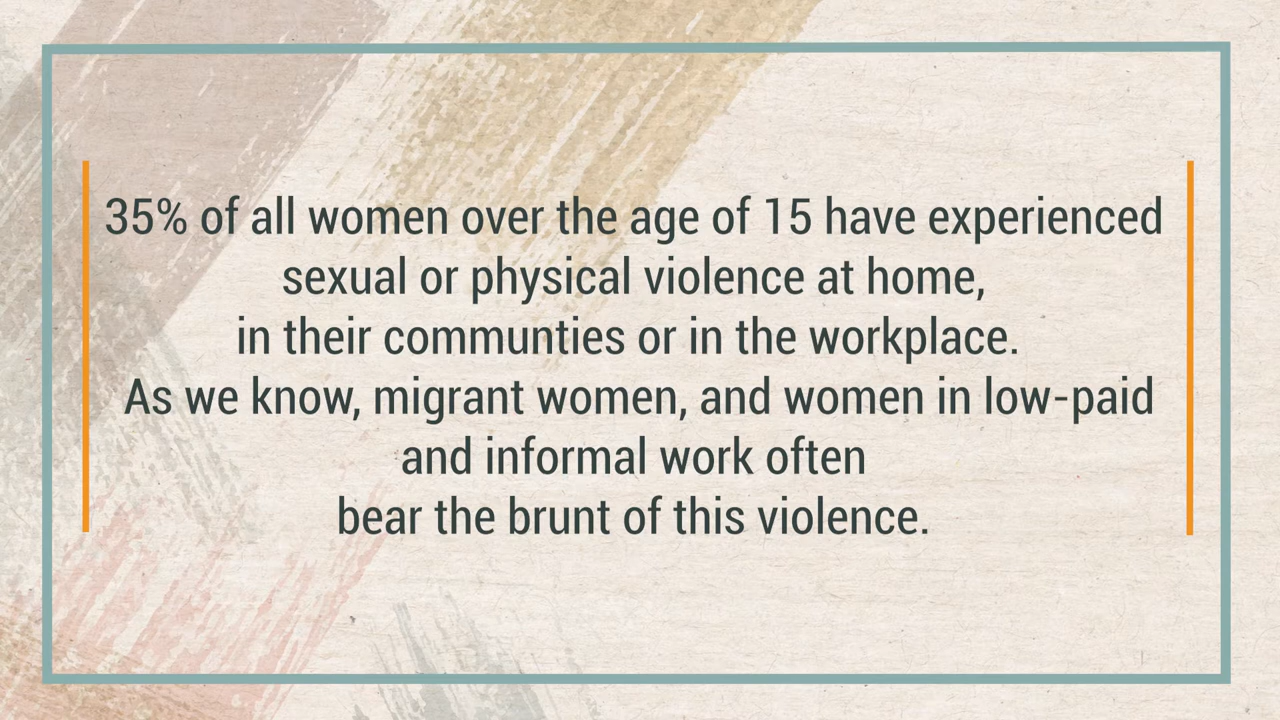 35% of all women over the age of 15 have experienced
sexual or physical violence at home,
in their communties or in the workplace.
As we know, migrant women, and women in low-paid
and informal work often
bear the brunt of this violence.